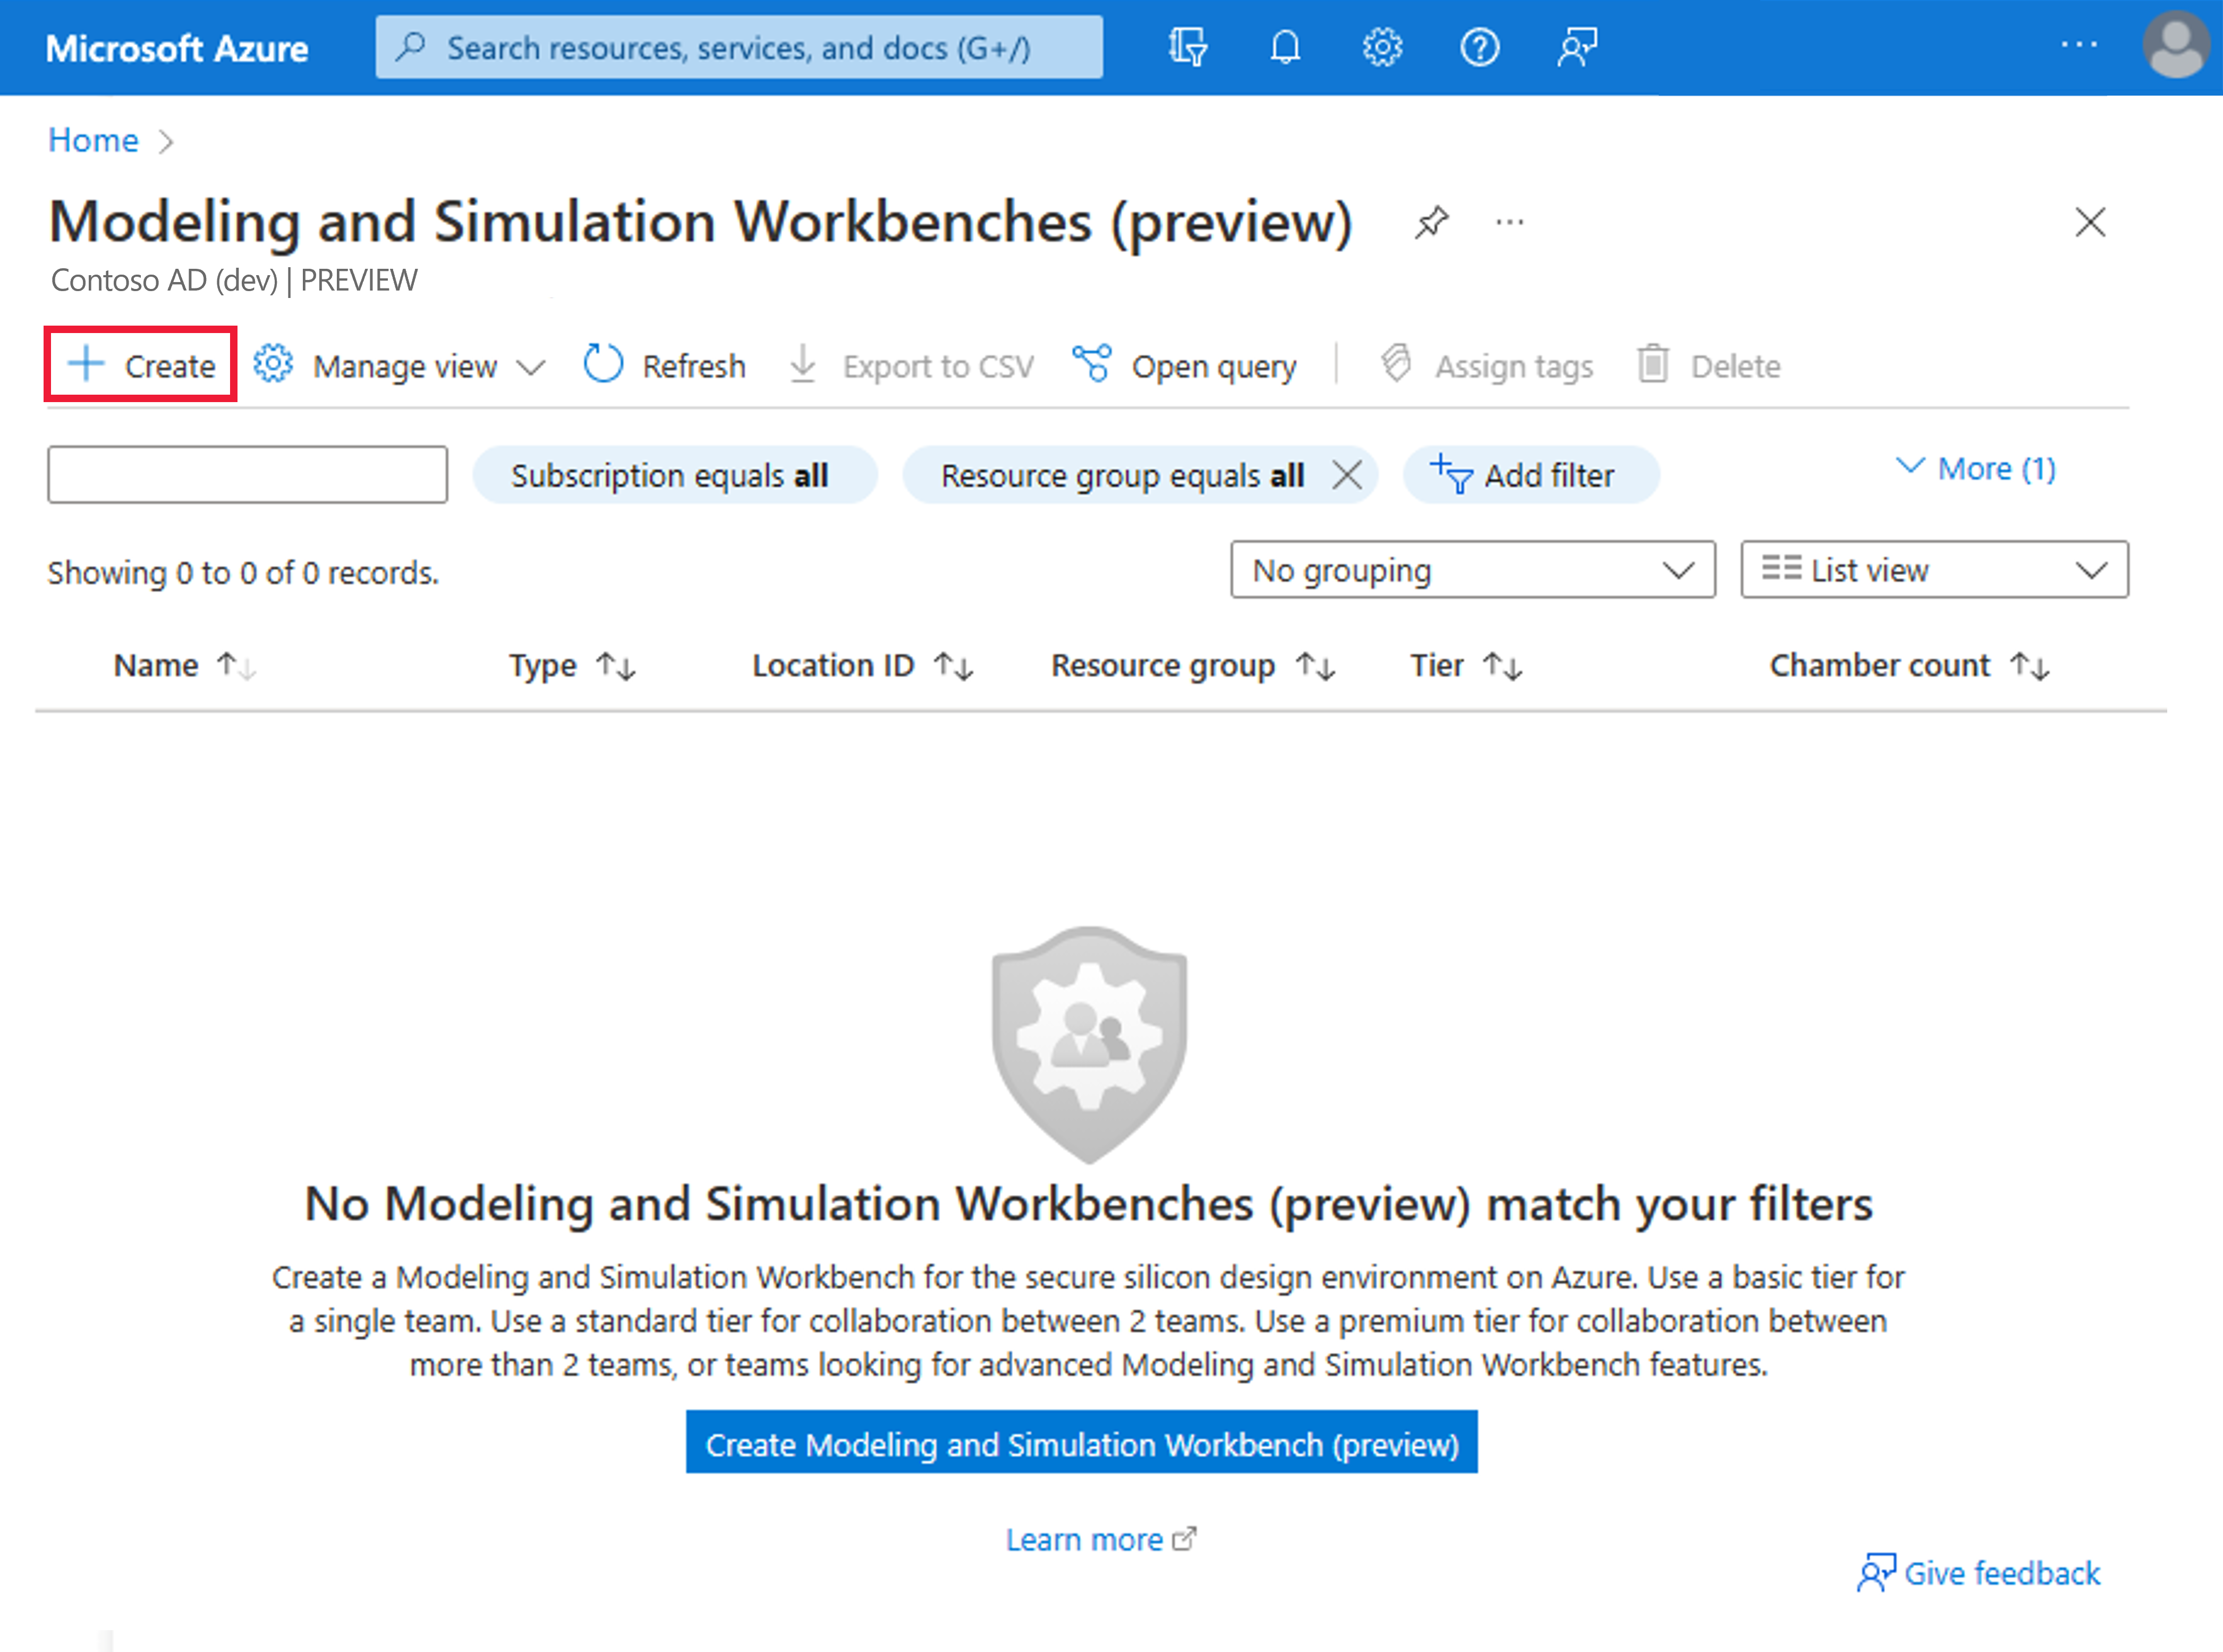 Microsoft Azure
Search resources, services, and docs (G+/)
Home
Modeling and Simulation Workbenches (preview)
Contoso AD (dev) | PREVIEW
Create Manage view Refresh Export to CSV Open query Assign tags Delete
Subscription equals all Resource group equals all Add filter More (1)
Showing 0 to 0 of 0 records. No grouping List view
Name Type Location ID Resource group Tier Chamber count
No Modeling and Simulation Workbenches (preview) match your filters
Create a Modeling and Simulation Workbench for the secure silicon design environment on Azure. Use a basic tier for
a single team. Use a standard tier for collaboration between 2 teams. Use a premium tier for collaboration between
more than 2 teams, or teams looking for advanced Modeling and Simulation Workbench features.
Create Modeling and Simulation Workbench (preview)
Learn more
Give feedback